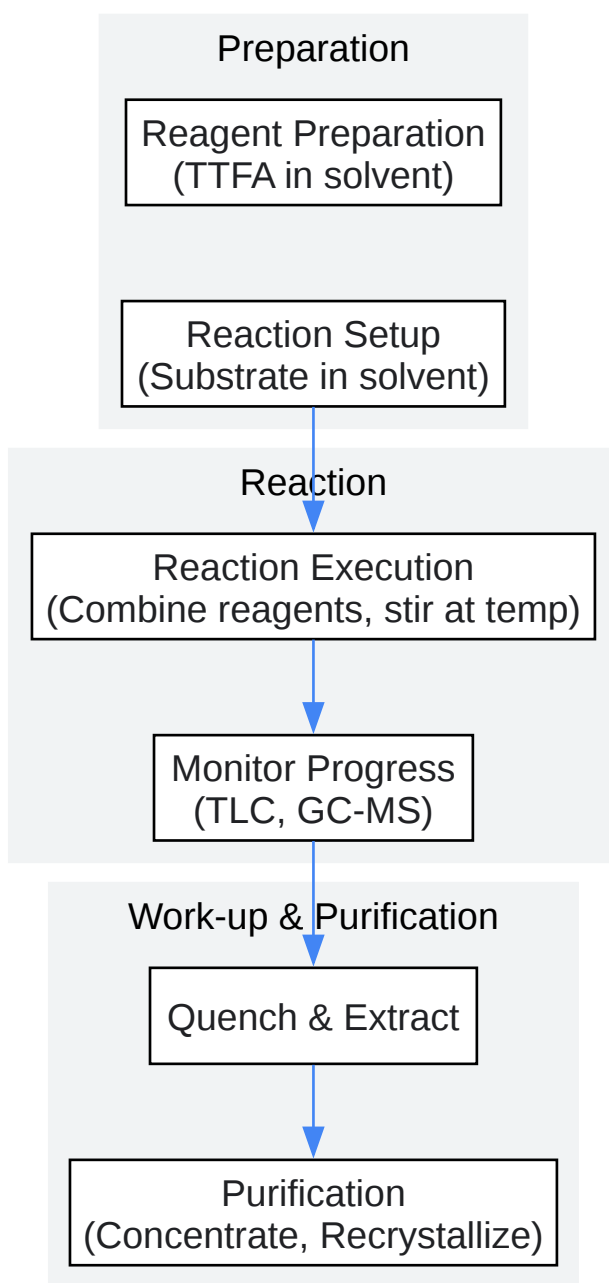 Preparation
Reagent Preparation
(TTFA in solvent)
Reaction Setup
(Substrate in solvent)
Reaction
Reaction Execution
(Combine reagents, stir at temp)
Monitor Progress
(TLC, GC-MS)
Work-up & Purification
Quench & Extract
Purification
(Concentrate, Recrystallize)